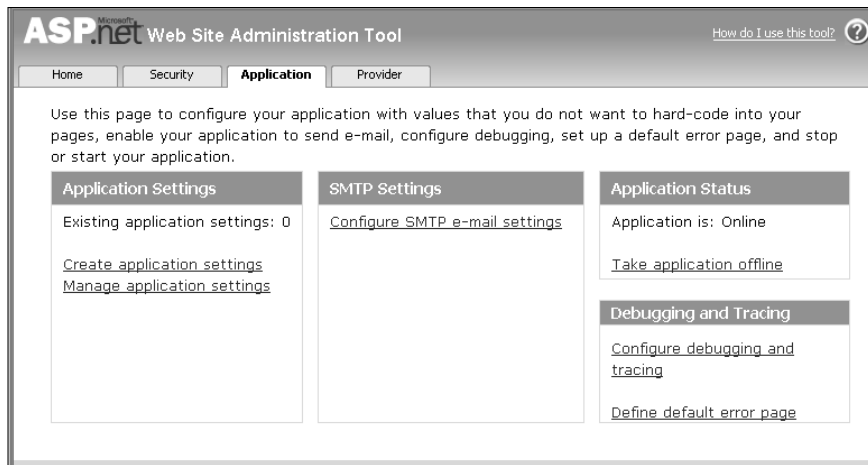 Microsoft
ASP.net Web Site Administration Tool
How do I use this tool? ?
Home Security Application Provider
Use this page to configure your application with values that you do not want to hard-code into your
pages, enable your application to send e-mail, configure debugging, set up a default error page, and stop
or start your application.
Application Settings
Existing application settings: 0
Create application settings
Manage application settings
SMTP Settings
Configure SMTP e-mail settings
Application Status
Application is: Online
Take application offline
Debugging and Tracing
Configure debugging and
tracing
Define default error page